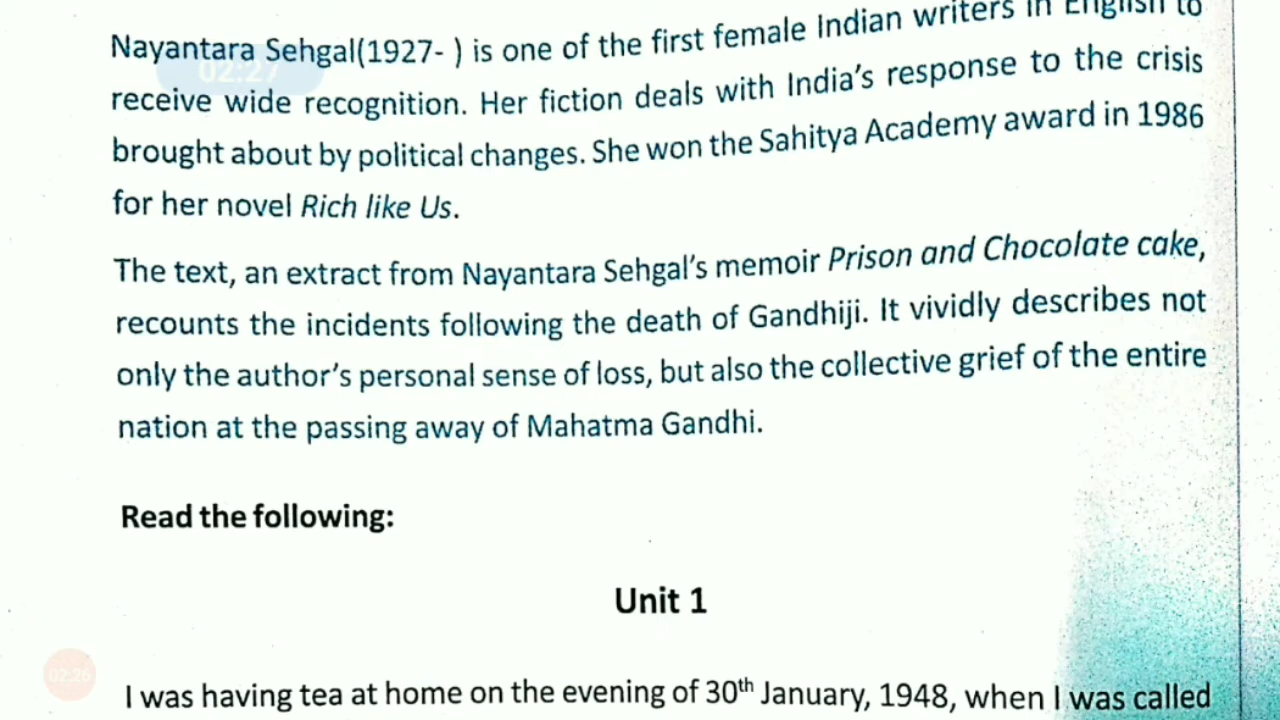 Nayantara Sehgal(1927- ) is one of the first female Indian writers in English to
02:27
receive wide recognition. Her fiction deals with India's response to the crisis
brought about by political changes. She won the Sahitya Academy award in 1986
for her novel Rich like Us.
The text, an extract from Nayantara Sehgal's memoir Prison and Chocolate cake,
recounts the incidents following the death of Gandhiji. It vividly describes not
only the author's personal sense of loss, but also the collective grief of the entire
nation at the passing away of Mahatma Gandhi.
Read the following:
Unit 1
02:26
I was having tea at home on the evening of 30th January, 1948, when I was called